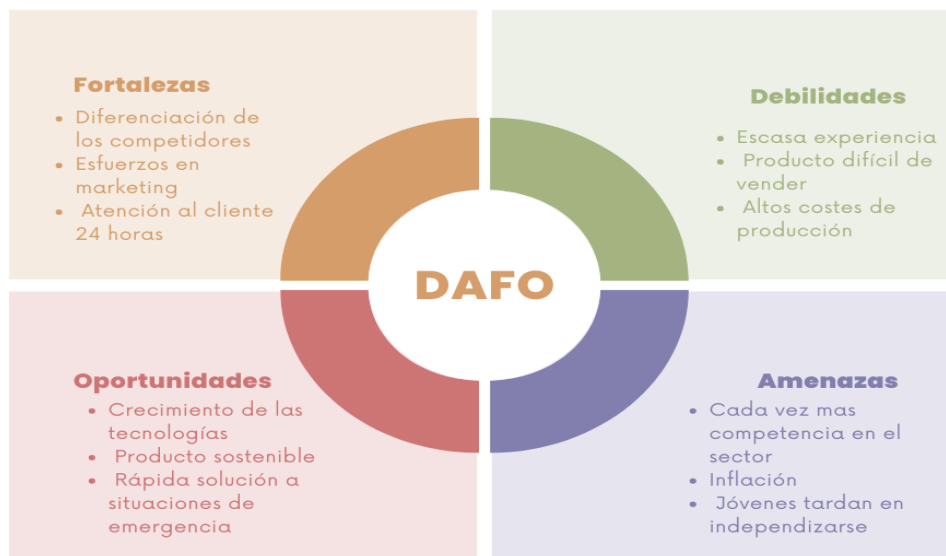 Fortalezas
• Diferenciación de
los competidores
• Esfuerzos en
marketing
• Atención al cliente
24 horas
Debilidades
• Escasa experiencia
• Producto difícil de
vender
• Altos costes de
producción
DAFO
Oportunidades
• Crecimiento de las
tecnologías
• Producto sostenible
• Rápida solución a
situaciones de
emergencia
Amenazas
• Cada vez mas
competencia en el
sector
• Inflación
• Jóvenes tardan en
independizarse